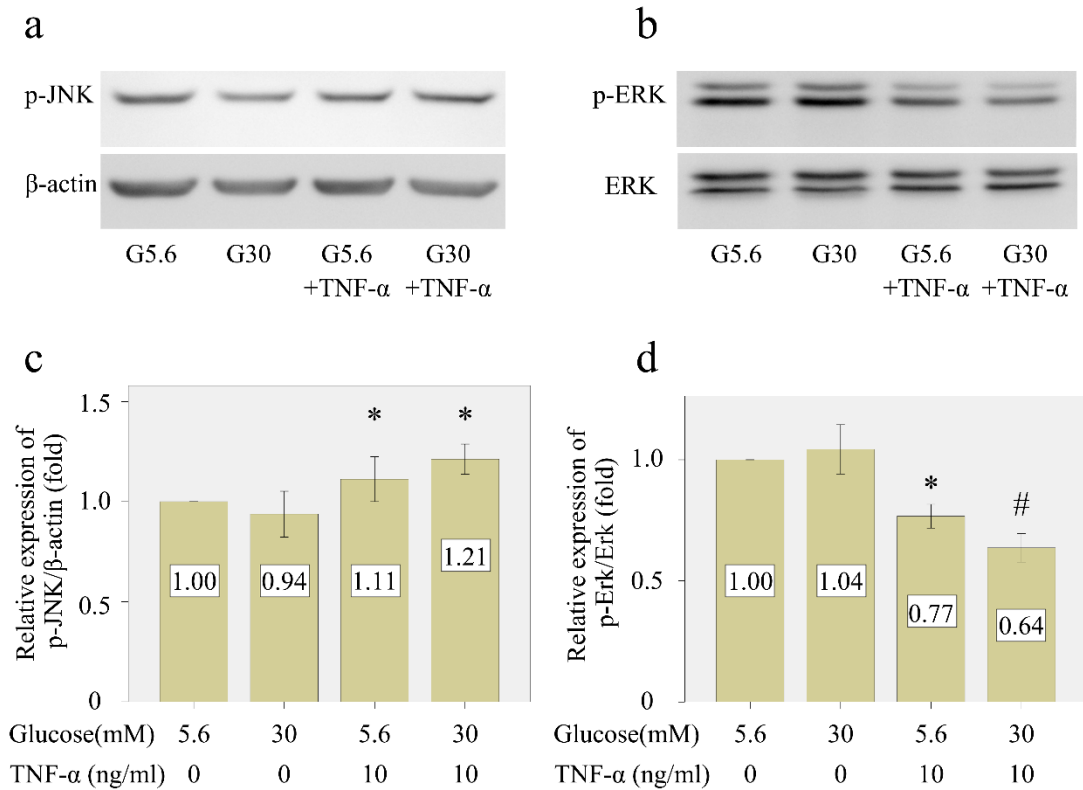 a
p-JNK
β-actin
G5.6 G30 G5.6 G30
+TNF-α +TNF-α
b
p-ERK
ERK
G5.6 G30 G5.6 G30
+TNF-α +TNF-α
c
Relative expression of
p-JNK/β-actin (fold)
1.5
1.0
0.5
0
* *
1.00 0.94 1.11 1.21
Glucose(mM) 5.6 30 5.6 30
TNF-α (ng/ml) 0 0 10 10
d
Relative expression of
p-Erk/Erk (fold)
1.0
0.5
0.0
* #
1.00 1.04 0.77 0.64
Glucose(mM) 5.6 30 5.6 30
TNF-α (ng/ml) 0 0 10 10